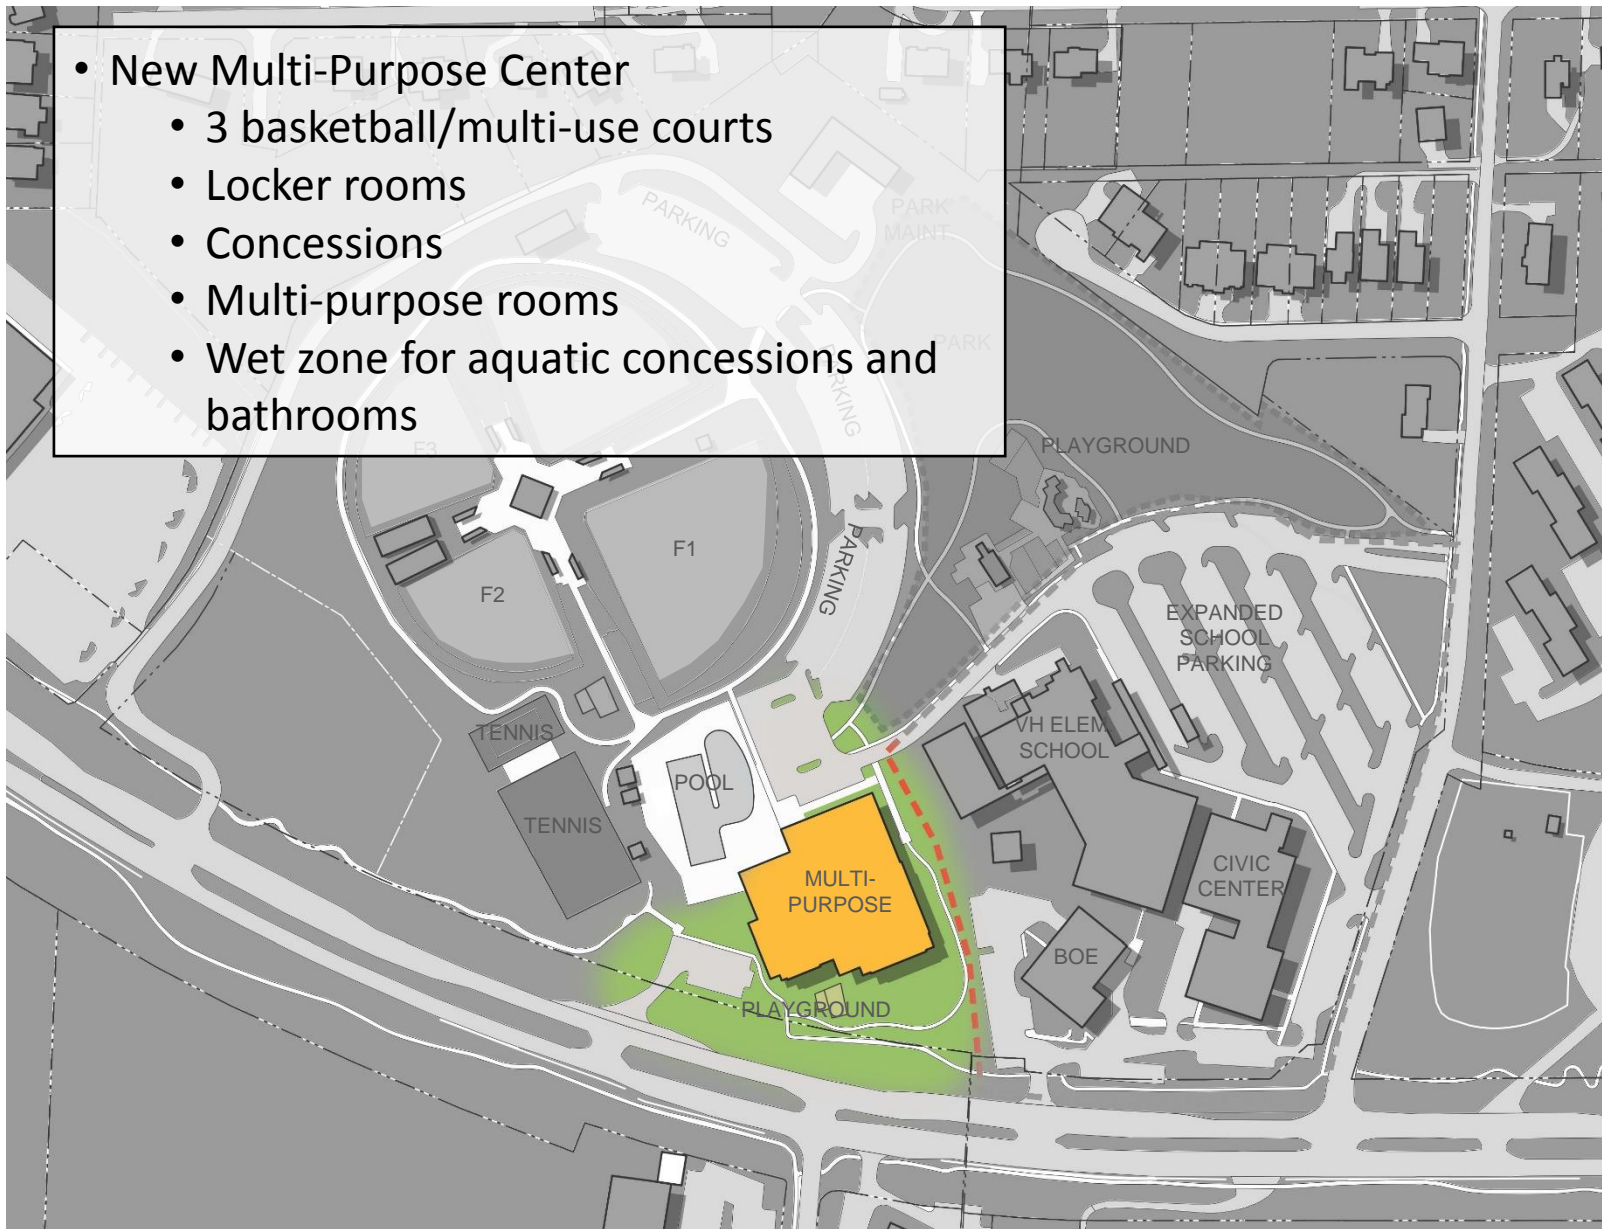 • New Multi-Purpose Center
• 3 basketball/multi-use courts
• Locker rooms
• Concessions
• Multi-purpose rooms
• Wet zone for aquatic concessions and
bathrooms
PARKING
PARK
MAINT.
PARK
PARKING
F3
PLAYGROUND
PARKING
F1
F2
EXPANDED
SCHOOL
PARKING
TENNIS
VH ELEM.
SCHOOL
POOL
TENNIS
MULTI-
PURPOSE
CIVIC
CENTER
BOE
PLAYGROUND